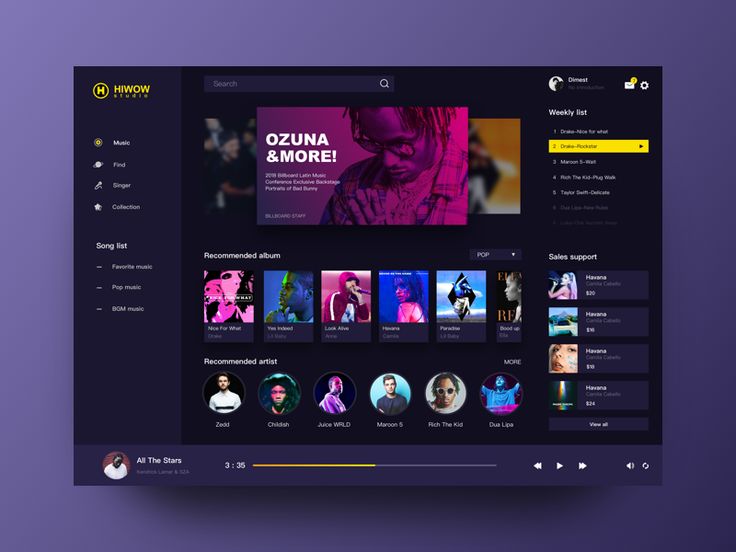 HIWOW
studio
Search
Dimest
No introduction
2
Music
Find
Singer
Collection
Song list
Favorite music
Pop music
BGM music
OZUNA
&MORE!
2018 Billboard Latin Music
Conference Exclusive Backstage
Portraits of Bad Bunny
BILLBOARD STAFF
Weekly list
1 Drake-Nice for what
2 Drake-Rockstar
3 Maroon 5-Wait
4 Rich The Kid-Plug Walk
5 Taylor Swift-Delicate
6 Dua Lipa-New Rules
Recommended album
POP
NICE FOR WHAT
Nice For What
Drake
Yes Indeed
Lil Baby
Look Alive
Anne
Havana
Camila
Paradise
Lil Baby
Bood up
Ella
Recommended artist
MORE
Zedd
Childish
Juice WRLD
Maroon 5
Rich The Kid
Dua Lipa
Sales support
Havana
Camila Cabello
$20
Havana
Camila Cabello
$16
Havana
Camila Cabello
$18
Havana
Camila Cabello
$24
View all
All The Stars
Kendrick Lamar & SZA
3 : 35